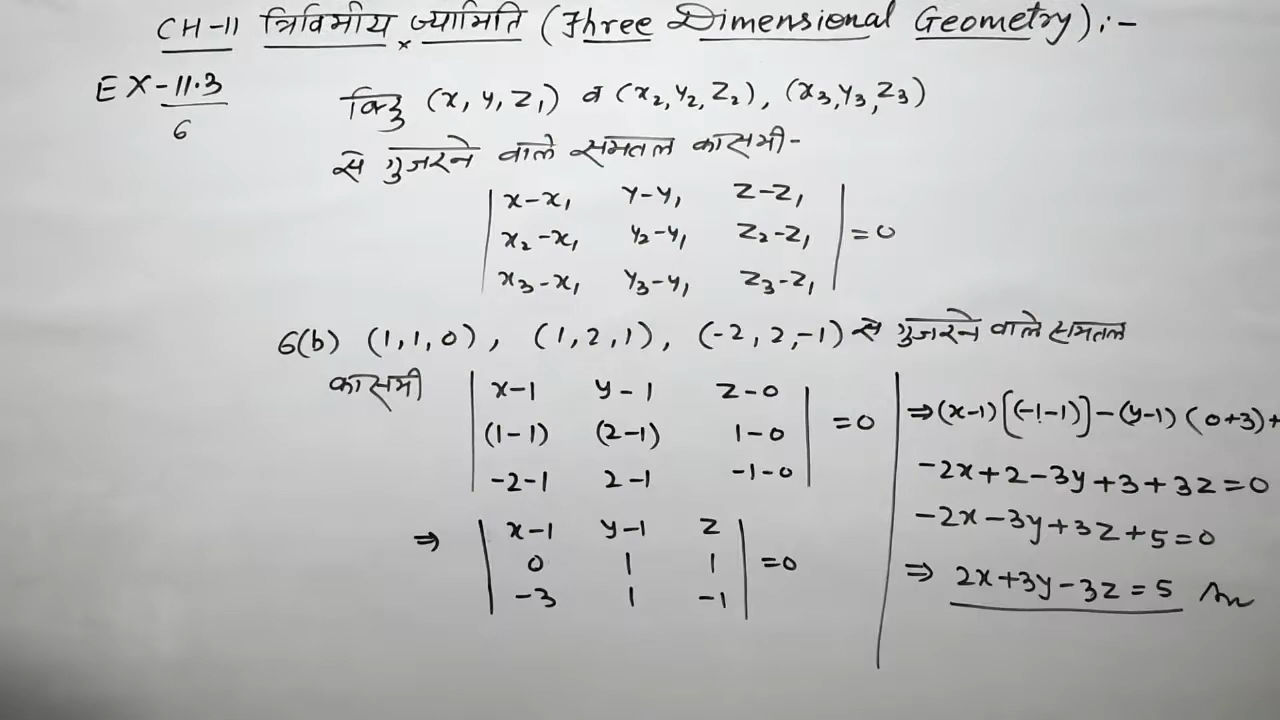 CH-11 त्रिविमीय ज्यामिति (Three Dimensional Geometry):-
EX-11.3
6
बिन्दु (x, y, z₁) व (x₂, y₂, z₂), (x₃, y₃, z₃)
से गुजरने वाले समतल का समी-
| x-x₁ y-y₁ z-z₁ |
| x₂-x₁ y₂-y₁ z₂-z₁ | =0
| x₃-x₁ y₃-y₁ z₃-z₁ |
6(b) (1,1,0), (1,2,1), (-2,2,-1) से गुजरने वाले समतल
का समी | x-1 y-1 z-0 |
| (1-1) (2-1) 1-0 | =0
| -2-1 2-1 -1-0 |
⇒ | x-1 y-1 z |
| 0 1 1 | =0
| -3 1 -1 |
⇒(x-1)[(-1-1)]-(y-1)(0+3)+
-2x+2-3y+3+3z=0
-2x-3y+3z+5=0
⇒ 2x+3y-3z=5 An